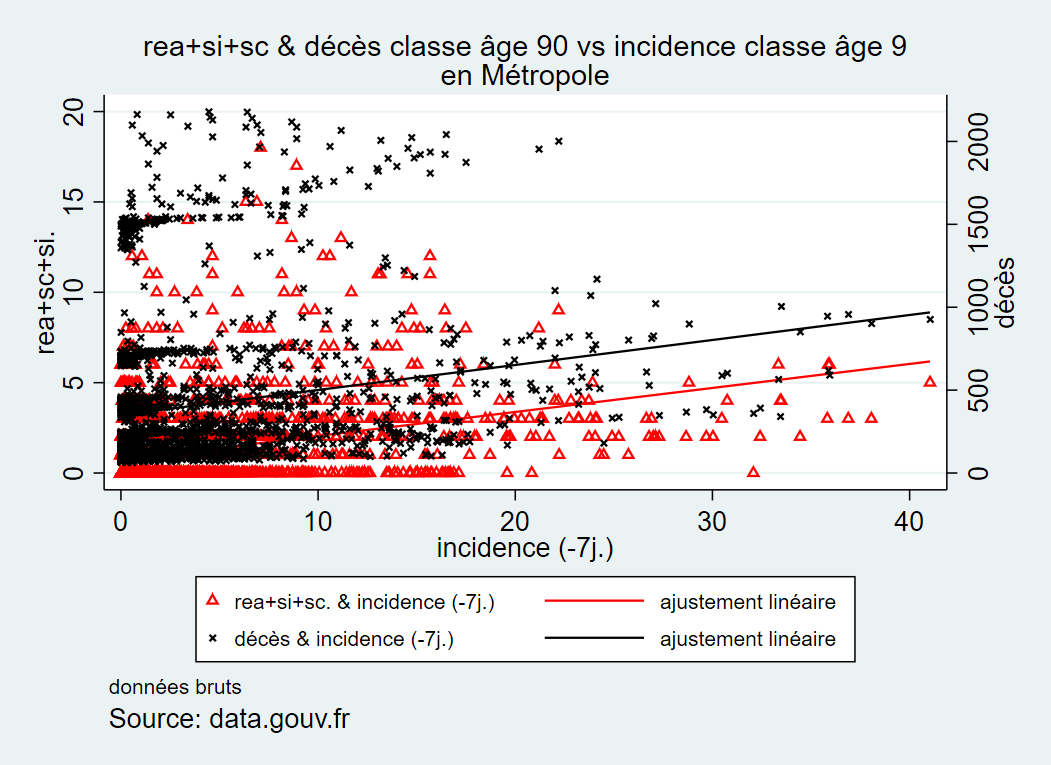 rea+si+sc & décès classe âge 90 vs incidence classe âge 9
en Métropole
20
15
10
5
0
rea+sc+si.
2000
1500
1000
500
0
décès
0 10 20 30 40
incidence (-7j.)
rea+si+sc. & incidence (-7j.) ajustement linéaire
décès & incidence (-7j.) ajustement linéaire
données bruts
Source: data.gouv.fr